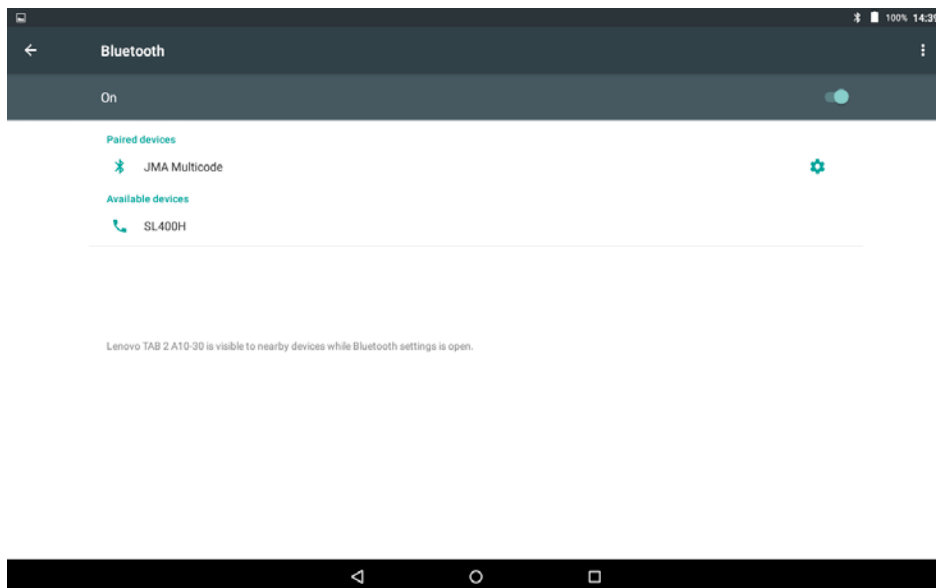 100% 14:39
Bluetooth
On
Paired devices
JMA Multicode
Available devices
SL400H
Lenovo TAB 2 A10-30 is visible to nearby devices while Bluetooth settings is open.